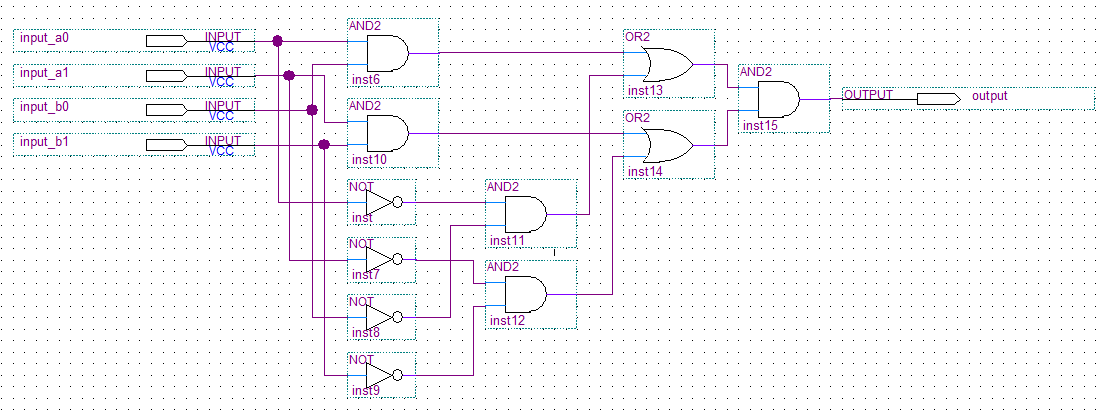 input_a0 INPUT
VCC
input_a1 INPUT
VCC
input_b0 INPUT
VCC
input_b1 INPUT
VCC
AND2
inst6
AND2
inst10
NOT
inst
NOT
inst7
NOT
inst8
NOT
inst9
AND2
inst11
AND2
inst12
OR2
inst13
OR2
inst14
AND2
inst15
OUTPUT output